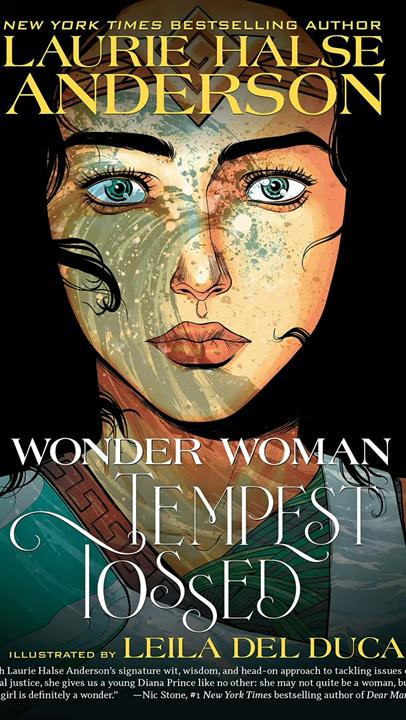 NEW YORK TIMES BESTSELLING AUTHOR
LAURIE HALSE
ANDERSON
WONDER WOMAN
TEMPEST
TOSSED
ILLUSTRATED BY LEILA DEL DUCA
h Laurie Halse Anderson's signature wit, wisdom, and head-on approach to tackling issues
al justice, she gives us a young Diana Prince like no other: she may not quite be a woman, bu
girl is definitely a wonder." —Nic Stone, #1 New York Times bestselling author of Dear Mar